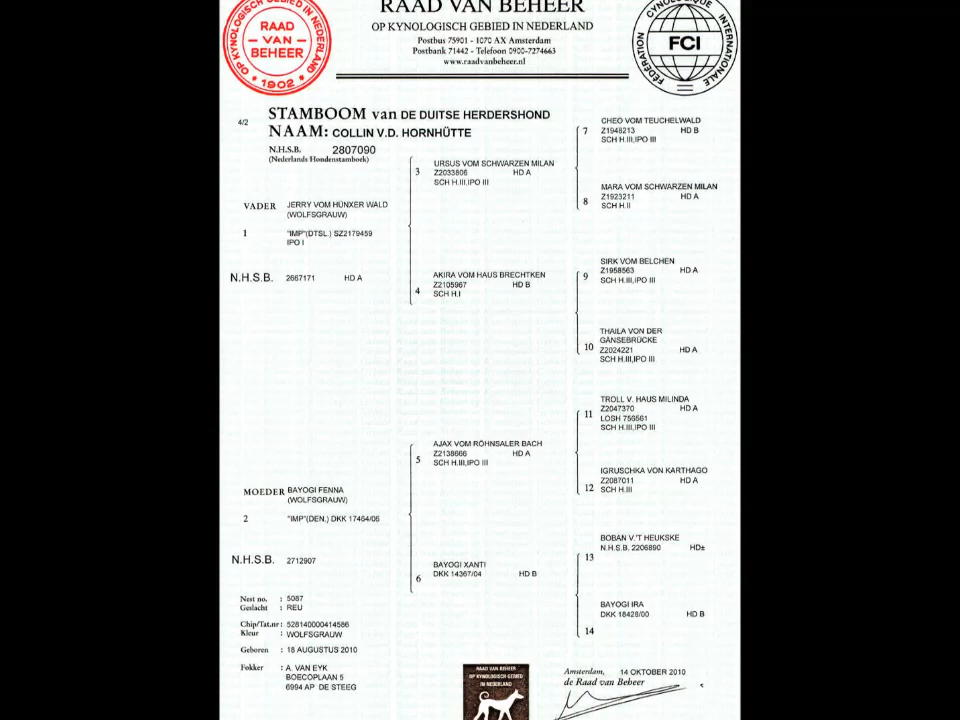 RAAD VAN BEHEER
OP KYNOLOGISCH GEBIED IN NEDERLAND
Postbus 75901 - 1070 AX Amsterdam
Postbank 71442 - Telefoon 0900-7274663
www.raadvanbeheer.nl
OP KYNOLOGISCH GEBIED IN NEDERLAND
RAAD
VAN
BEHEER
1902
FÉDÉRATION CYNOLOGIQUE INTERNATIONALE
FCI
4/2
STAMBOOM van DE DUITSE HERDERSHOND
NAAM: COLLIN V.D. HORNHÜTTE
N.H.S.B. 2807090
(Nederlands Hondenstamboek)
VADER JERRY VOM HÜNXER WALD
(WOLFSGRAUW)
1 "IMP"(DTSL.) SZ2179459
IPO I
N.H.S.B. 2667171 HD A
MOEDER BAYOGI FENNA
(WOLFSGRAUW)
2 "IMP"(DEN.) DKK 17464/06
N.H.S.B. 2712907
3 URSUS VOM SCHWARZEN MILAN
Z2033806 HD A
SCH H.III,IPO III
4 AKIRA VOM HAUS BRECHTKEN
Z2105967 HD B
SCH H.I
5 AJAX VOM RÖHNSALER BACH
Z2138666 HD A
SCH H.III,IPO III
6 BAYOGI XANTI
DKK 14367/04 HD B
7 CHEO VOM TEUCHELWALD
Z1948213 HD B
SCH H.III,IPO III
8 MARA VOM SCHWARZEN MILAN
Z1923211 HD A
SCH H.II
9 SIRK VOM BELCHEN
Z1958563 HD A
SCH H.III,IPO III
10 THAILA VON DER
GÄNSEBRÜCKE
Z2024221 HD A
SCH H.III,IPO III
11 TROLL V. HAUS MILINDA
Z2047370 HD A
LOSH 756561
SCH H.III,IPO III
12 IGRUSCHKA VON KARTHAGO
Z2087011 HD A
SCH H.III
13 BOBAN V.'T HEUKSKE
N.H.S.B. 2206890 HD±
14 BAYOGI IRA
DKK 18428/00 HD B
Nest no. : 5087
Geslacht : REU
Chip/Tat.nr : 528140000414586
Kleur : WOLFSGRAUW
Geboren : 18 AUGUSTUS 2010
Fokker : A. VAN EYK
BOECOPLAAN 5
6994 AP DE STEEG
RAAD VAN BEHEER
OP KYNOLOGISCH GEBIED
IN NEDERLAND
Amsterdam, 14 OKTOBER 2010
de Raad van Beheer